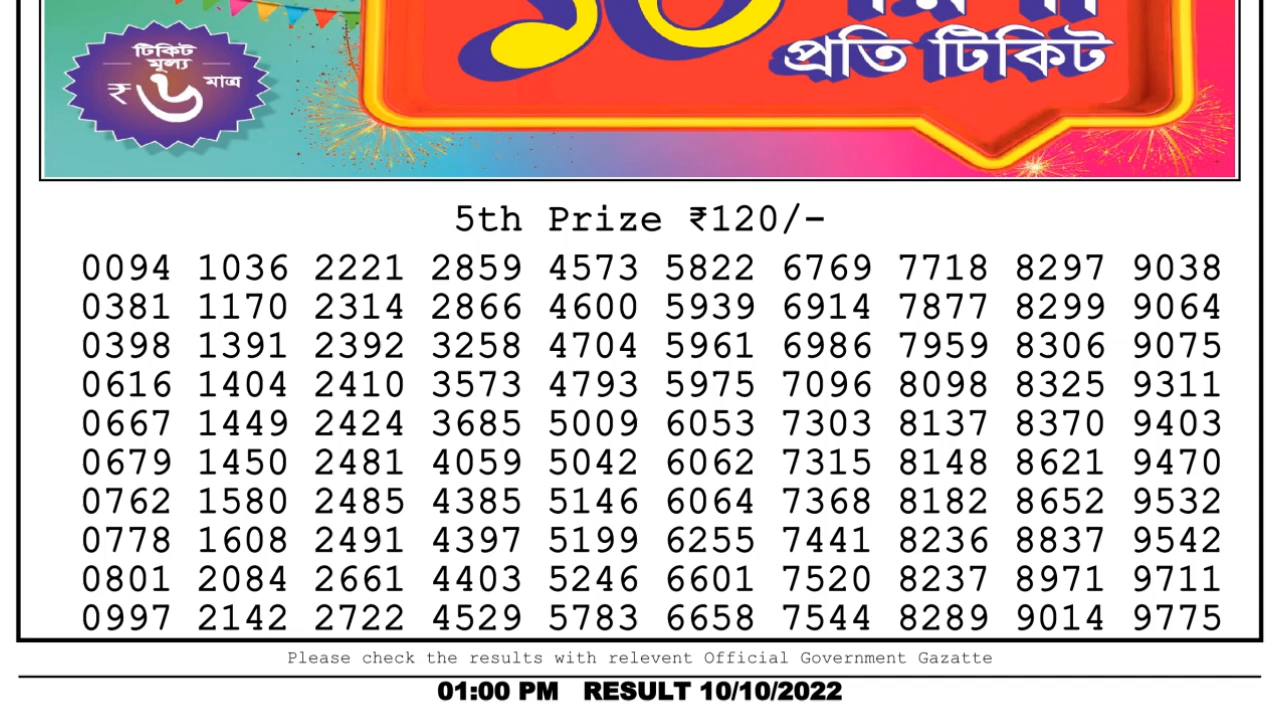 টিকিট
মূল্য
₹ ৬ মাত্র
প্রতি টিকিট
5th Prize ₹120/-
0094 1036 2221 2859 4573 5822 6769 7718 8297 9038
0381 1170 2314 2866 4600 5939 6914 7877 8299 9064
0398 1391 2392 3258 4704 5961 6986 7959 8306 9075
0616 1404 2410 3573 4793 5975 7096 8098 8325 9311
0667 1449 2424 3685 5009 6053 7303 8137 8370 9403
0679 1450 2481 4059 5042 6062 7315 8148 8621 9470
0762 1580 2485 4385 5146 6064 7368 8182 8652 9532
0778 1608 2491 4397 5199 6255 7441 8236 8837 9542
0801 2084 2661 4403 5246 6601 7520 8237 8971 9711
0997 2142 2722 4529 5783 6658 7544 8289 9014 9775
Please check the results with relevent Official Government Gazatte
01:00 PM RESULT 10/10/2022